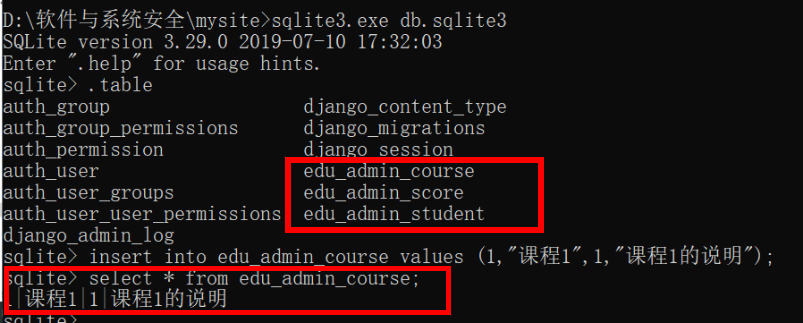 D:\软件与系统安全\mysite>sqlite3.exe db.sqlite3
SQLite version 3.29.0 2019-07-10 17:32:03
Enter ".help" for usage hints.
sqlite> .table
auth_group                  django_content_type
auth_group_permissions      django_migrations
auth_permission             django_session
auth_user                   edu_admin_course
auth_user_groups            edu_admin_score
auth_user_user_permissions  edu_admin_student
django_admin_log
sqlite> insert into edu_admin_course values (1,"课程1",1,"课程1的说明");
sqlite> select * from edu_admin_course;
1|课程1|1|课程1的说明
sqlite>